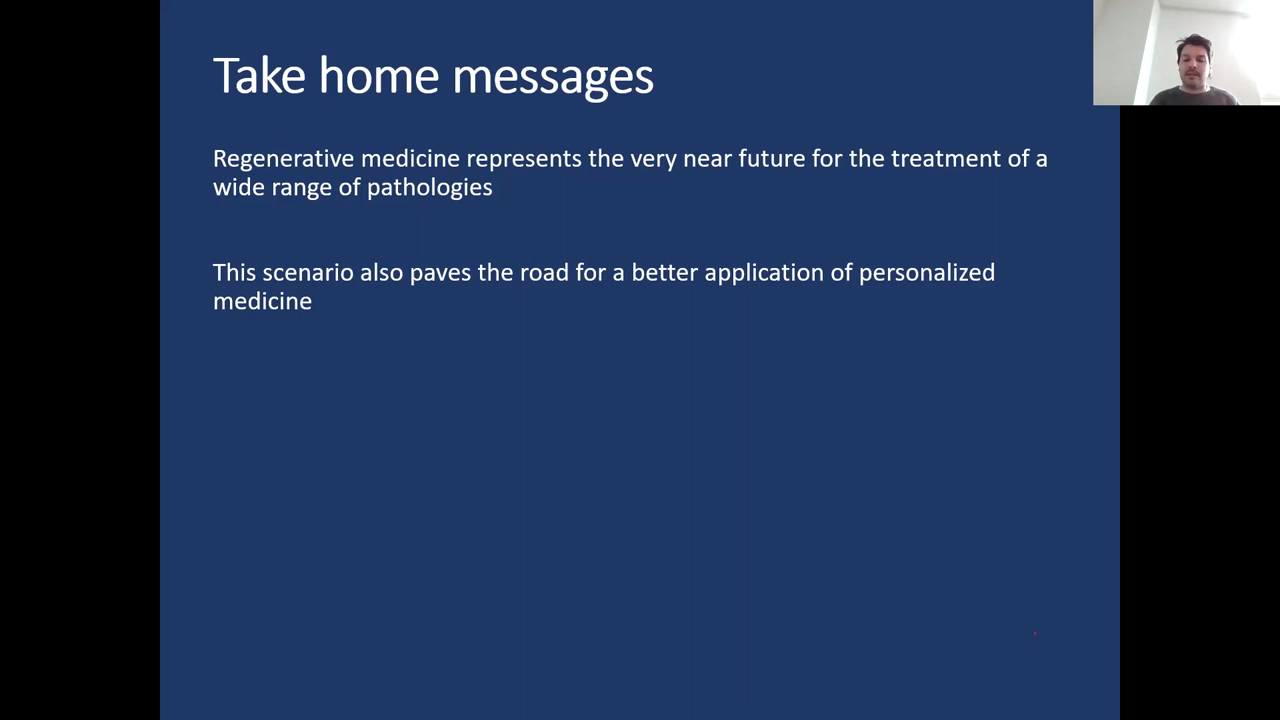 Take home messages
Regenerative medicine represents the very near future for the treatment of a
wide range of pathologies
This scenario also paves the road for a better application of personalized
medicine